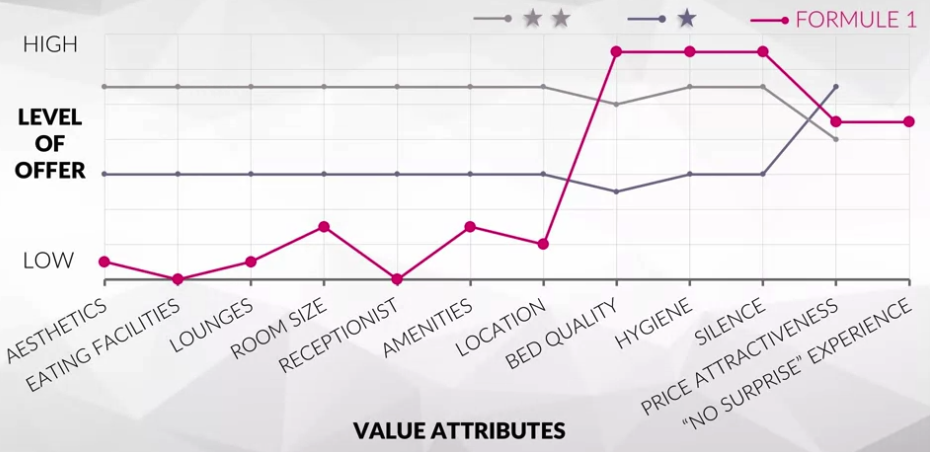 ★★ ★ FORMULE 1
HIGH
LEVEL
OF
OFFER
LOW
AESTHETICS
EATING FACILITIES
LOUNGES
ROOM SIZE
RECEPTIONIST
AMENITIES
LOCATION
BED QUALITY
HYGIENE
SILENCE
PRICE ATTRACTIVENESS
“NO SURPRISE” EXPERIENCE
VALUE ATTRIBUTES